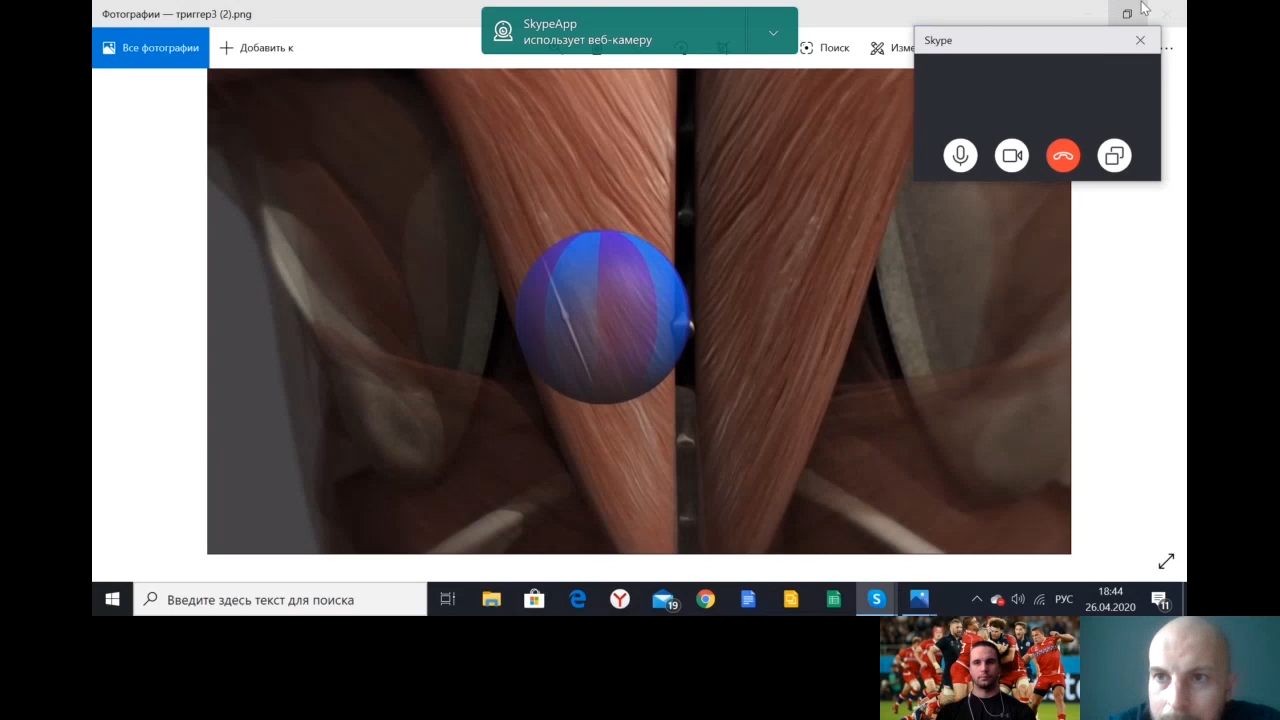 Фотографии — триггер3 (2).png
SkypeApp
использует веб-камеру
Все фотографии
Добавить к
Поиск
Изме
Skype
Введите здесь текст для поиска
19
РУС
18:44
26.04.2020
11